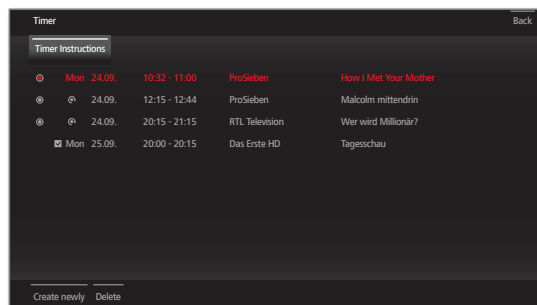 Timer Back
Timer Instructions
Mon 24.09. 10:32 - 11:00 ProSieben How I Met Your Mother
24.09. 12:15 - 12:44 ProSieben Malcolm mittendrin
24.09. 20:15 - 21:15 RTL Television Wer wird Millionär?
Mon 25.09. 20:00 - 20:15 Das Erste HD Tagesschau
Create newly Delete